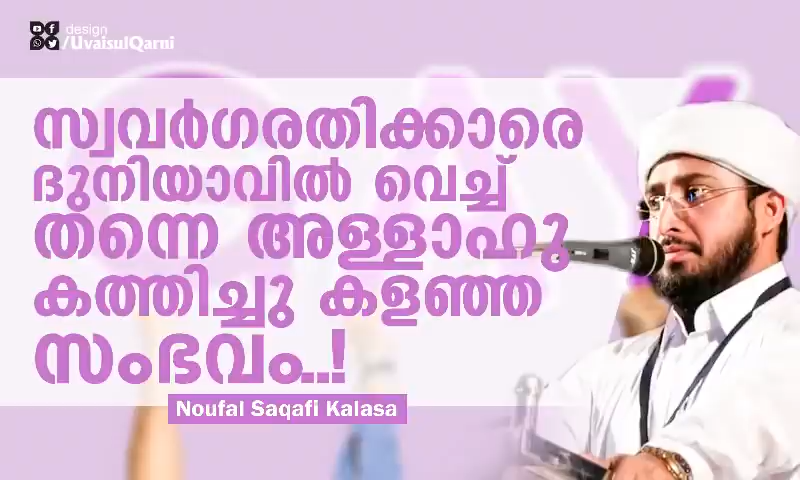 design
/UvaisulQarni
സ്വവർഗരതിക്കാരെ
ദുനിയാവിൽ വെച്ച്
തന്നെ അള്ളാഹു
കത്തിച്ചു കളഞ്ഞ
സംഭവം..!
Noufal Saqafi Kalasa